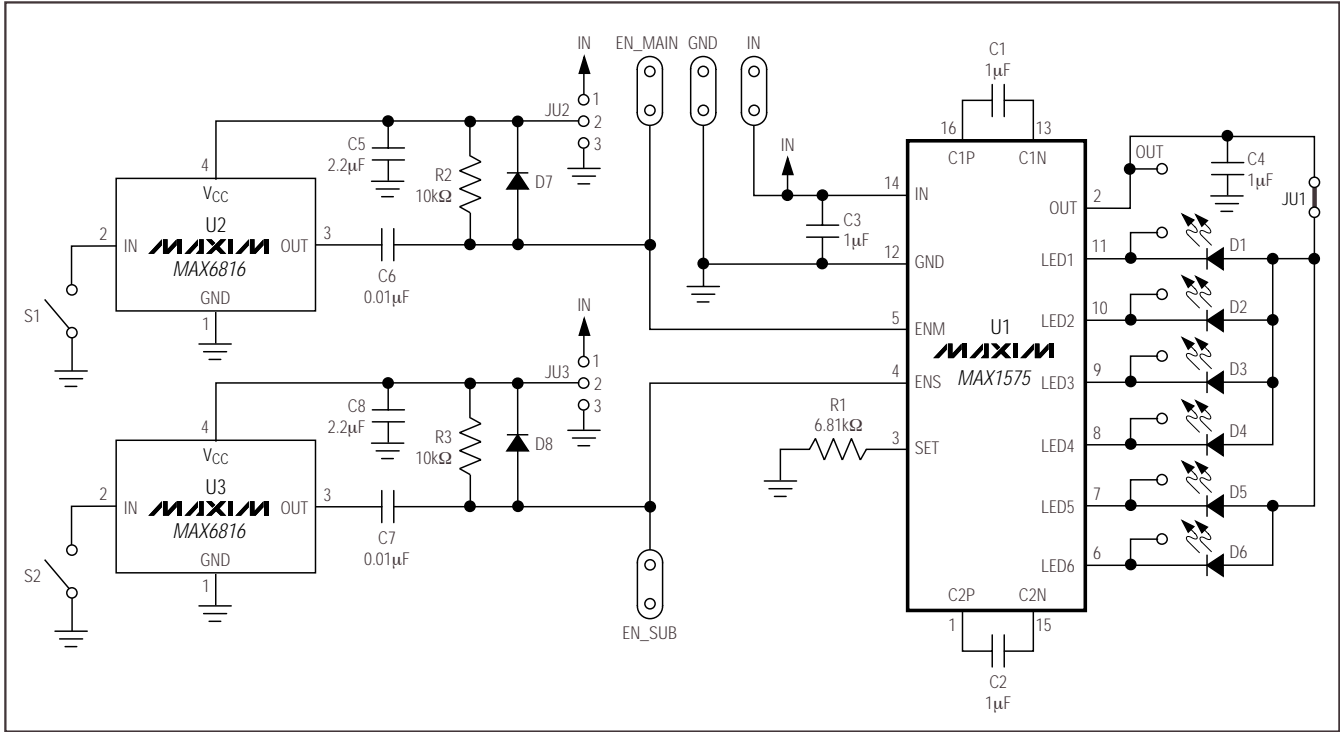 IN
EN_MAIN
GND
IN
C1
1µF
JU2
1
2
3
16
13
C1P
C1N
4
C5
2.2µF
R2
10kΩ
D7
IN
OUT
C4
1µF
JU1
VCC
U2
MAXIM
MAX6816
2
IN
OUT
3
GND
1
S1
C6
0.01µF
14
IN
C3
1µF
12
GND
2
OUT
11
LED1
D1
10
LED2
D2
5
ENM
U1
MAXIM
MAX1575
9
LED3
D3
4
ENS
8
LED4
D4
R1
6.81kΩ
3
SET
7
LED5
D5
6
LED6
D6
IN
JU3
1
2
3
4
C8
2.2µF
R3
10kΩ
D8
VCC
U3
MAXIM
MAX6816
2
IN
OUT
3
GND
1
S2
C7
0.01µF
EN_SUB
C2P
C2N
1
15
C2
1µF